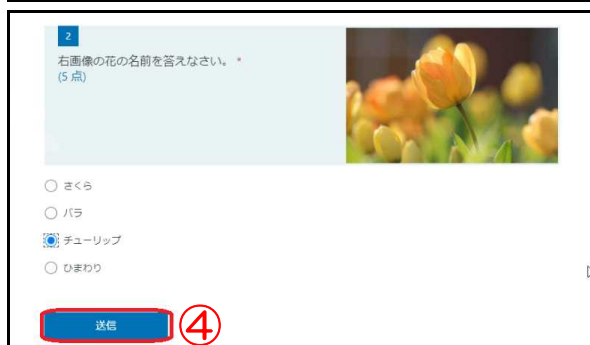 2
右画像の花の名前を答えなさい。 *
(5 点)
さくら
バラ
チューリップ
ひまわり
送信 ④